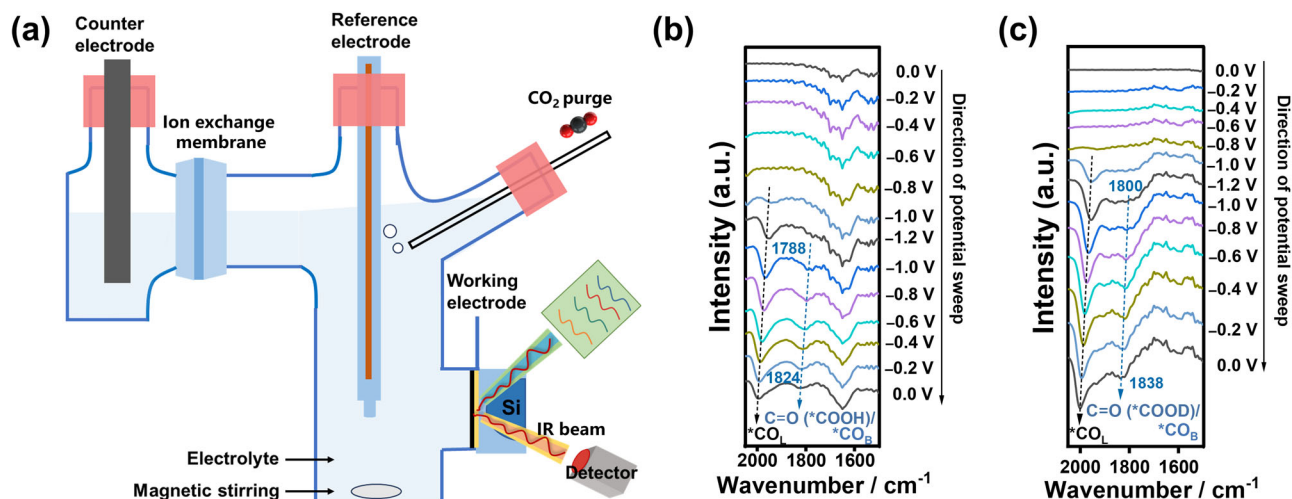 (a)
Counter
electrode
Reference
electrode
Ion exchange
membrane
CO₂ purge
Working
electrode
Si
IR beam
Detector
Electrolyte
Magnetic stirring
(b)
0.0 V
−0.2 V
−0.4 V
−0.6 V
−0.8 V
−1.0 V
−1.2 V
−1.0 V
−0.8 V
−0.6 V
−0.4 V
−0.2 V
0.0 V
1788
1824
C=O (*COOH)/
*CO_B
*CO_L
Intensity (a.u.)
Direction of potential sweep
2000 1800 1600
Wavenumber / cm⁻¹
(c)
0.0 V
−0.2 V
−0.4 V
−0.6 V
−0.8 V
−1.0 V
−1.2 V
−1.0 V
−0.8 V
−0.6 V
−0.4 V
−0.2 V
0.0 V
1800
1838
C=O (*COOD)/
*CO_B
*CO_L
Intensity (a.u.)
Direction of potential sweep
2000 1800 1600
Wavenumber / cm⁻¹